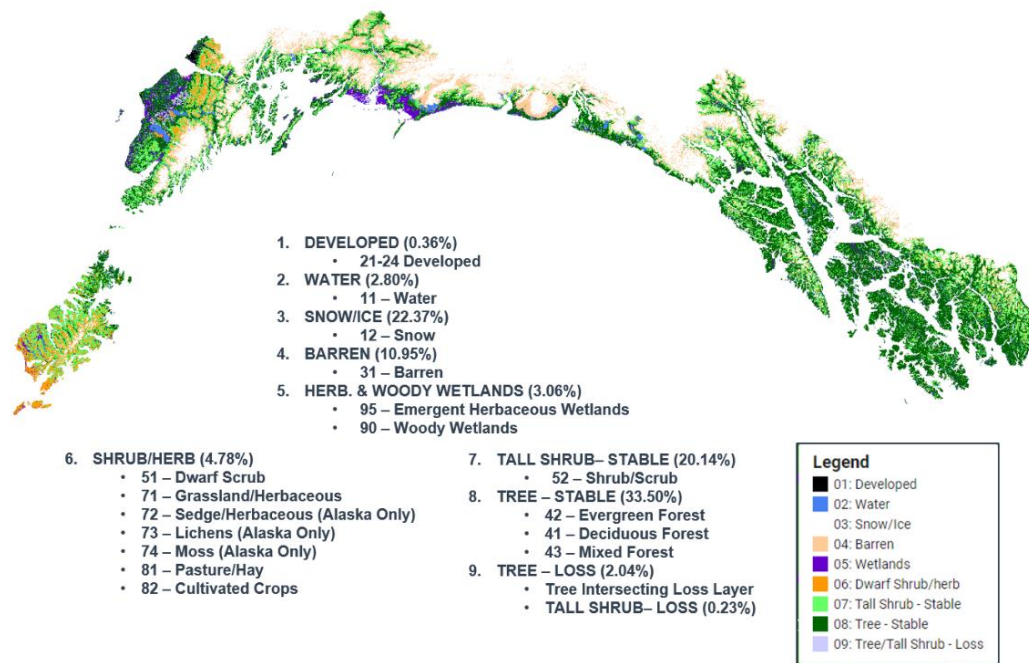 1. DEVELOPED (0.36%)
• 21-24 Developed
2. WATER (2.80%)
• 11 – Water
3. SNOW/ICE (22.37%)
• 12 – Snow
4. BARREN (10.95%)
• 31 – Barren
5. HERB. & WOODY WETLANDS (3.06%)
• 95 – Emergent Herbaceous Wetlands
• 90 – Woody Wetlands
6. SHRUB/HERB (4.78%)
• 51 – Dwarf Scrub
• 71 – Grassland/Herbaceous
• 72 – Sedge/Herbaceous (Alaska Only)
• 73 – Lichens (Alaska Only)
• 74 – Moss (Alaska Only)
• 81 – Pasture/Hay
• 82 – Cultivated Crops
7. TALL SHRUB– STABLE (20.14%)
• 52 – Shrub/Scrub
8. TREE – STABLE (33.50%)
• 42 – Evergreen Forest
• 41 – Deciduous Forest
• 43 – Mixed Forest
9. TREE – LOSS (2.04%)
• Tree Intersecting Loss Layer
• TALL SHRUB– LOSS (0.23%)
Legend
01: Developed
02: Water
03: Snow/Ice
04: Barren
05: Wetlands
06: Dwarf Shrub/herb
07: Tall Shrub - Stable
08: Tree - Stable
09: Tree/Tall Shrub - Loss